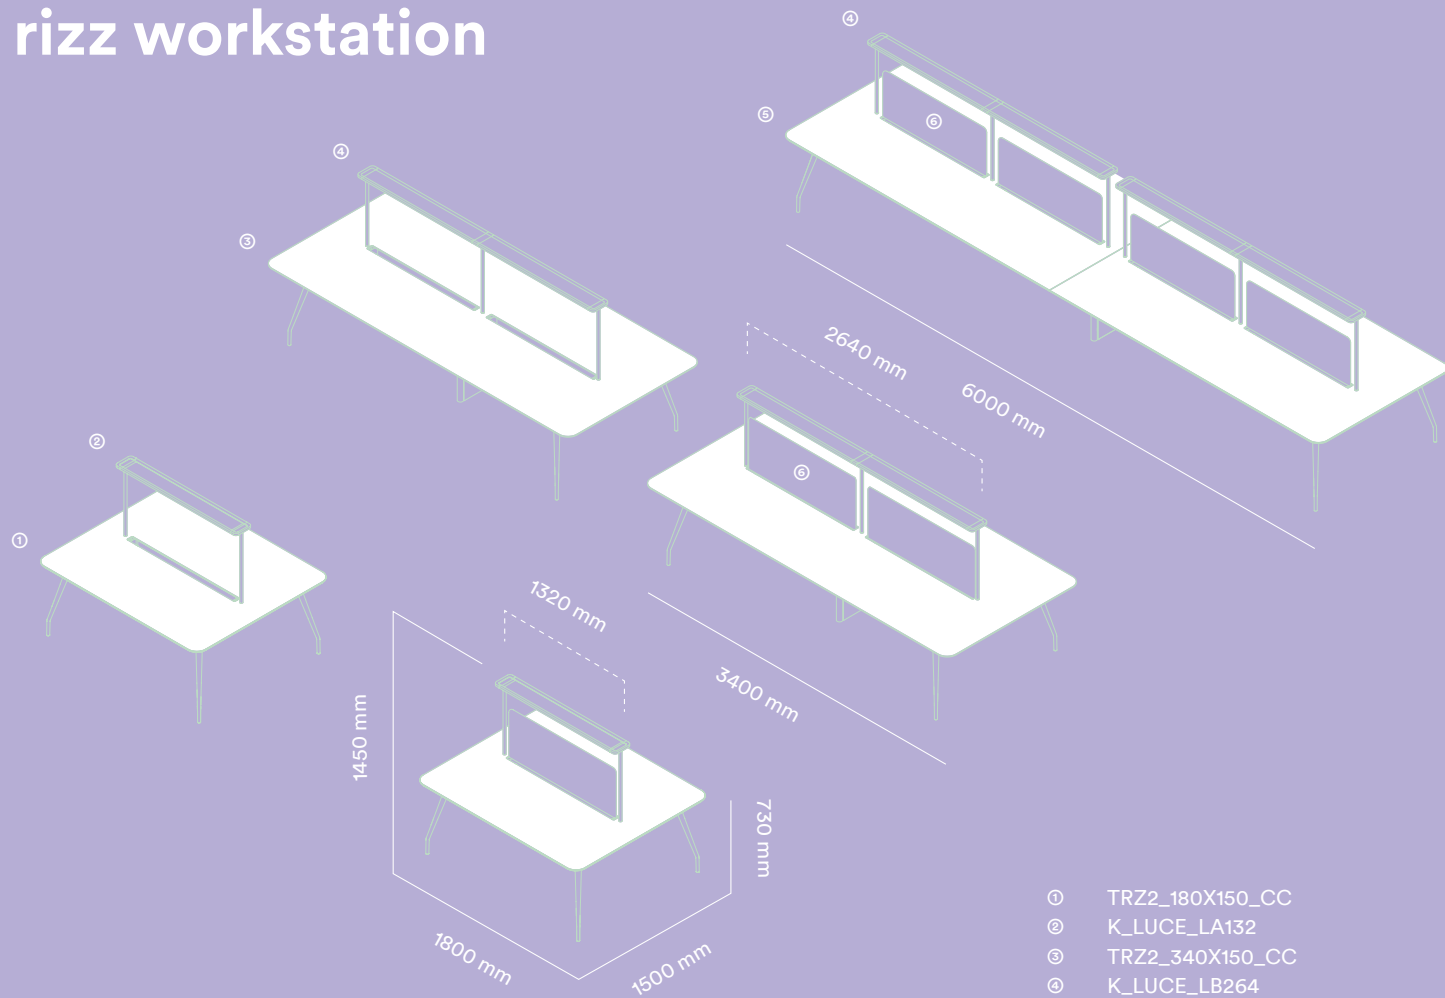 rizz workstation
④
⑤
⑥
④
③
2640 mm
6000 mm
②
⑥
①
1320 mm
3400 mm
1450 mm
730 mm
1800 mm
1500 mm
① TRZ2_180X150_CC
② K_LUCE_LA132
③ TRZ2_340X150_CC
④ K_LUCE_LB264